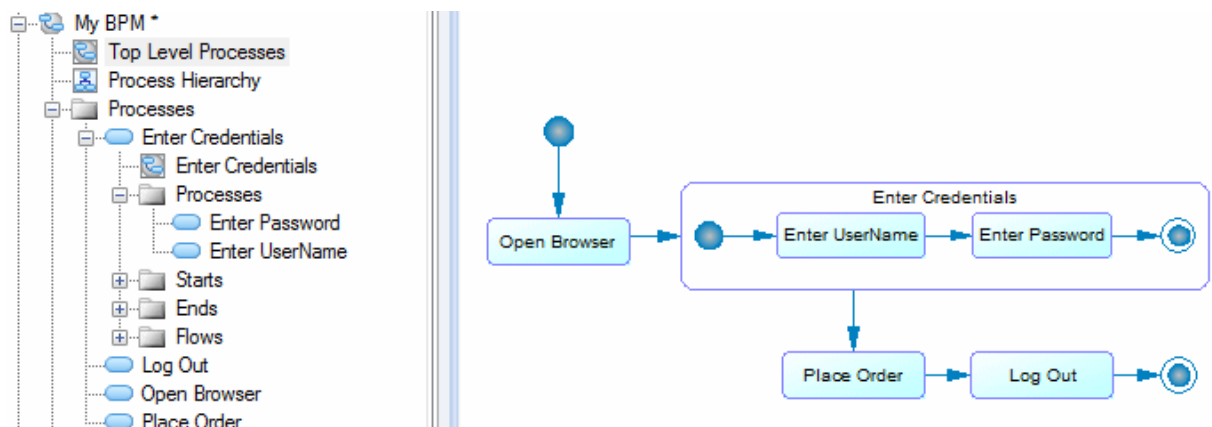 My BPM *
Top Level Processes
Process Hierarchy
Processes
Enter Credentials
Enter Credentials
Processes
Enter Password
Enter UserName
Starts
Ends
Flows
Log Out
Open Browser
Place Order
Enter Credentials
Open Browser
Enter UserName
Enter Password
Place Order
Log Out